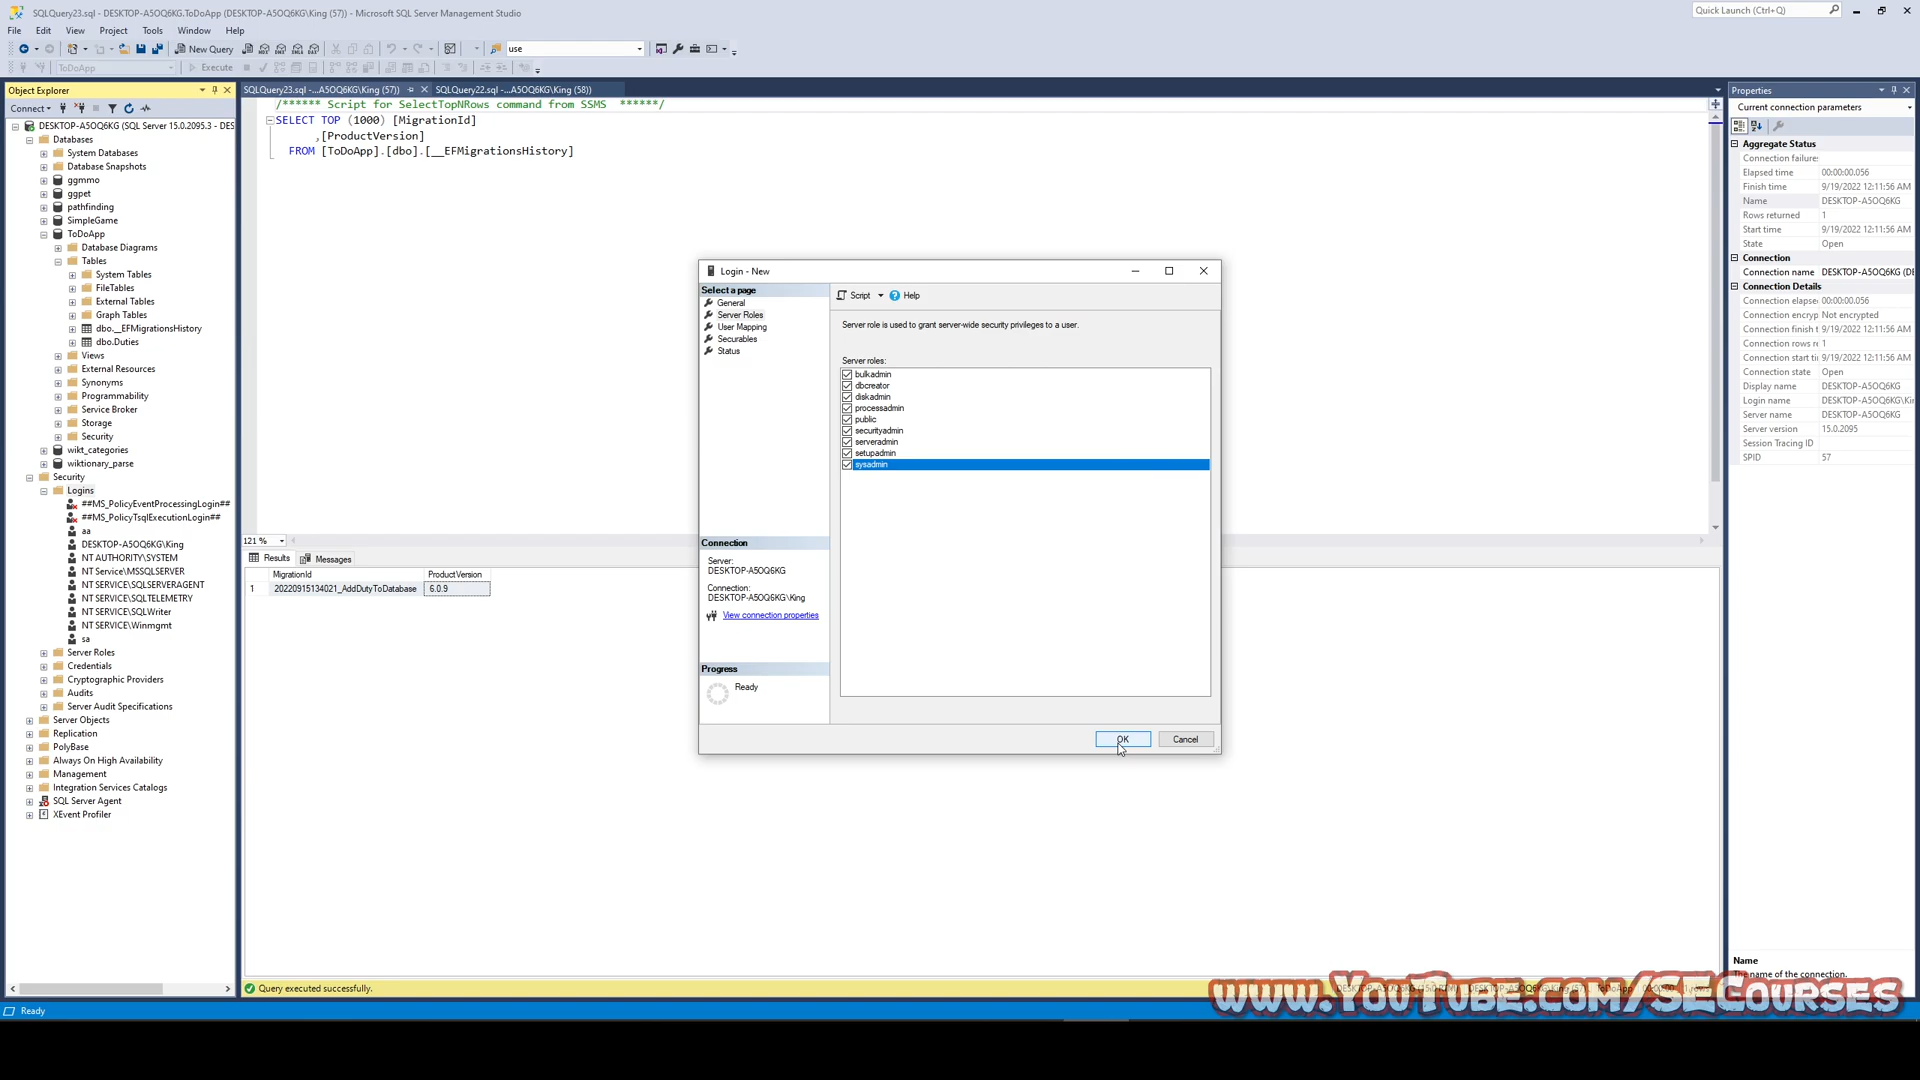 SQLQuery23.sql - DESKTOP-A5OQ6KG.ToDoApp (DESKTOP-A5OQ6KG\King (57)) - Microsoft SQL Server Management Studio
Quick Launch (Ctrl+Q)
File Edit View Project Tools Window Help
New Query
use
ToDoApp
Execute
Object Explorer
Connect
DESKTOP-A5OQ6KG (SQL Server 15.0.2095.3 - DES
Databases
System Databases
Database Snapshots
ggmmo
ggpet
pathfinding
SimpleGame
ToDoApp
Database Diagrams
Tables
System Tables
FileTables
External Tables
Graph Tables
dbo.__EFMigrationsHistory
dbo.Duties
Views
External Resources
Synonyms
Programmability
Service Broker
Storage
Security
wikt_categories
wiktionary_parse
Security
Logins
##MS_PolicyEventProcessingLogin##
##MS_PolicyTsqlExecutionLogin##
aa
DESKTOP-A5OQ6KG\King
NT AUTHORITY\SYSTEM
NT Service\MSSQLSERVER
NT SERVICE\SQLSERVERAGENT
NT SERVICE\SQLTELEMETRY
NT SERVICE\SQLWriter
NT SERVICE\Winmgmt
sa
Server Roles
Credentials
Cryptographic Providers
Audits
Server Audit Specifications
Server Objects
Replication
PolyBase
Always On High Availability
Management
Integration Services Catalogs
SQL Server Agent
XEvent Profiler
SQLQuery23.sql -...A5OQ6KG\King (57))
SQLQuery22.sql -...A5OQ6KG\King (58))
/****** Script for SelectTopNRows command from SSMS ******/
SELECT TOP (1000) [MigrationId]
,[ProductVersion]
FROM [ToDoApp].[dbo].[__EFMigrationsHistory]
121 %
Results Messages
MigrationId ProductVersion
1 20220915134021_AddDutyToDatabase 6.0.9
Login - New
Select a page
General
Server Roles
User Mapping
Securables
Status
Script Help
Server role is used to grant server-wide security privileges to a user.
Server roles:
bulkadmin
dbcreator
diskadmin
processadmin
public
securityadmin
serveradmin
setupadmin
sysadmin
Connection
Server:
DESKTOP-A5OQ6KG
Connection:
DESKTOP-A5OQ6KG\King
View connection properties
Progress
Ready
OK
Cancel
Properties
Current connection parameters
Aggregate Status
Connection failures
Elapsed time 00:00:00.056
Finish time 9/19/2022 12:11:56 AM
Name DESKTOP-A5OQ6KG
Rows returned 1
Start time 9/19/2022 12:11:56 AM
State Open
Connection
Connection name DESKTOP-A5OQ6KG (DE
Connection Details
Connection elapse 00:00:00.056
Connection encryp Not encrypted
Connection finish t 9/19/2022 12:11:56 AM
Connection rows re 1
Connection start ti 9/19/2022 12:11:56 AM
Connection state Open
Display name DESKTOP-A5OQ6KG
Login name DESKTOP-A5OQ6KG\Kin
Server name DESKTOP-A5OQ6KG
Server version 15.0.2095
Session Tracing ID
SPID 57
Name
The name of the connection.
Query executed successfully.
www.YouTube.com/SECourses
Ready